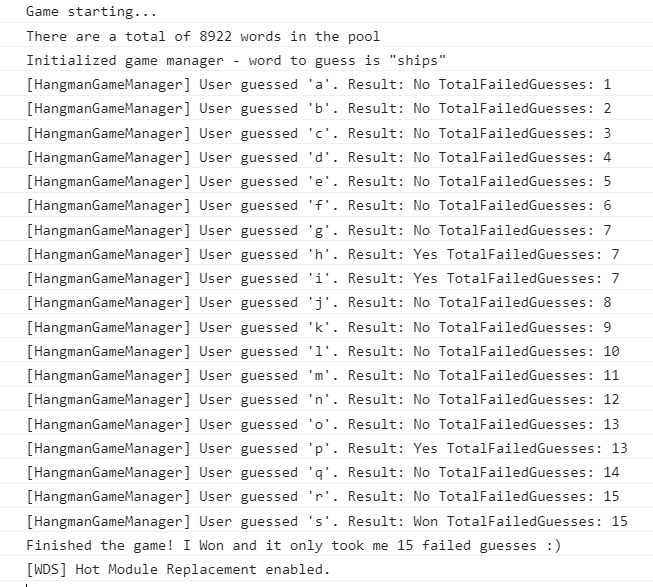 Game starting...
There are a total of 8922 words in the pool
Initialized game manager - word to guess is "ships"
[HangmanGameManager] User guessed 'a'. Result: No TotalFailedGuesses: 1
[HangmanGameManager] User guessed 'b'. Result: No TotalFailedGuesses: 2
[HangmanGameManager] User guessed 'c'. Result: No TotalFailedGuesses: 3
[HangmanGameManager] User guessed 'd'. Result: No TotalFailedGuesses: 4
[HangmanGameManager] User guessed 'e'. Result: No TotalFailedGuesses: 5
[HangmanGameManager] User guessed 'f'. Result: No TotalFailedGuesses: 6
[HangmanGameManager] User guessed 'g'. Result: No TotalFailedGuesses: 7
[HangmanGameManager] User guessed 'h'. Result: Yes TotalFailedGuesses: 7
[HangmanGameManager] User guessed 'i'. Result: Yes TotalFailedGuesses: 7
[HangmanGameManager] User guessed 'j'. Result: No TotalFailedGuesses: 8
[HangmanGameManager] User guessed 'k'. Result: No TotalFailedGuesses: 9
[HangmanGameManager] User guessed 'l'. Result: No TotalFailedGuesses: 10
[HangmanGameManager] User guessed 'm'. Result: No TotalFailedGuesses: 11
[HangmanGameManager] User guessed 'n'. Result: No TotalFailedGuesses: 12
[HangmanGameManager] User guessed 'o'. Result: No TotalFailedGuesses: 13
[HangmanGameManager] User guessed 'p'. Result: Yes TotalFailedGuesses: 13
[HangmanGameManager] User guessed 'q'. Result: No TotalFailedGuesses: 14
[HangmanGameManager] User guessed 'r'. Result: No TotalFailedGuesses: 15
[HangmanGameManager] User guessed 's'. Result: Won TotalFailedGuesses: 15
Finished the game! I Won and it only took me 15 failed guesses :)
[WDS] Hot Module Replacement enabled.